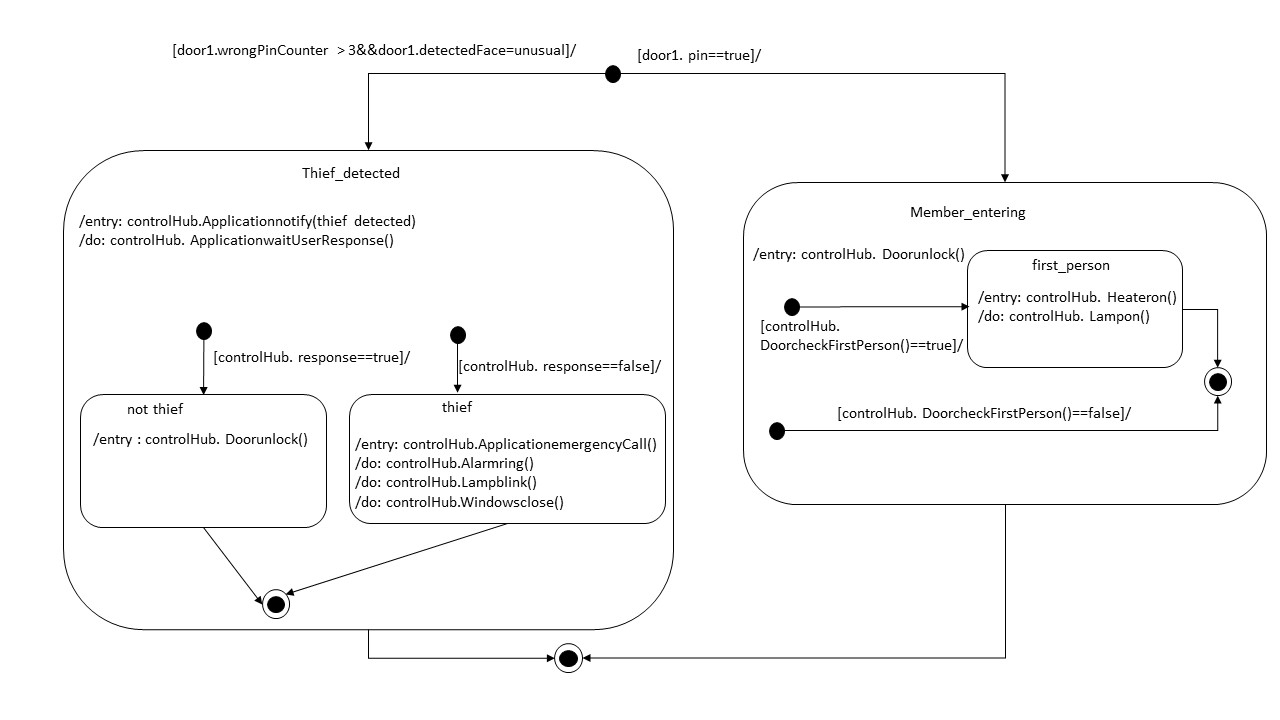 [door1.wrongPinCounter > 3&&door1.detectedFace=unusual]/
[door1. pin==true]/
Thief_detected
/entry: controlHub.Applicationnotify(thief detected)
/do: controlHub. ApplicationwaitUserResponse()
[controlHub. response==true]/
[controlHub. response==false]/
not thief
/entry : controlHub. Doorunlock()
thief
/entry: controlHub.ApplicationemergencyCall()
/do: controlHub.Alarmring()
/do: controlHub.Lampblink()
/do: controlHub.Windowsclose()
Member_entering
/entry: controlHub. Doorunlock()
first_person
/entry: controlHub. Heateron()
/do: controlHub. Lampon()
[controlHub.
DoorcheckFirstPerson()==true]/
[controlHub. DoorcheckFirstPerson()==false]/